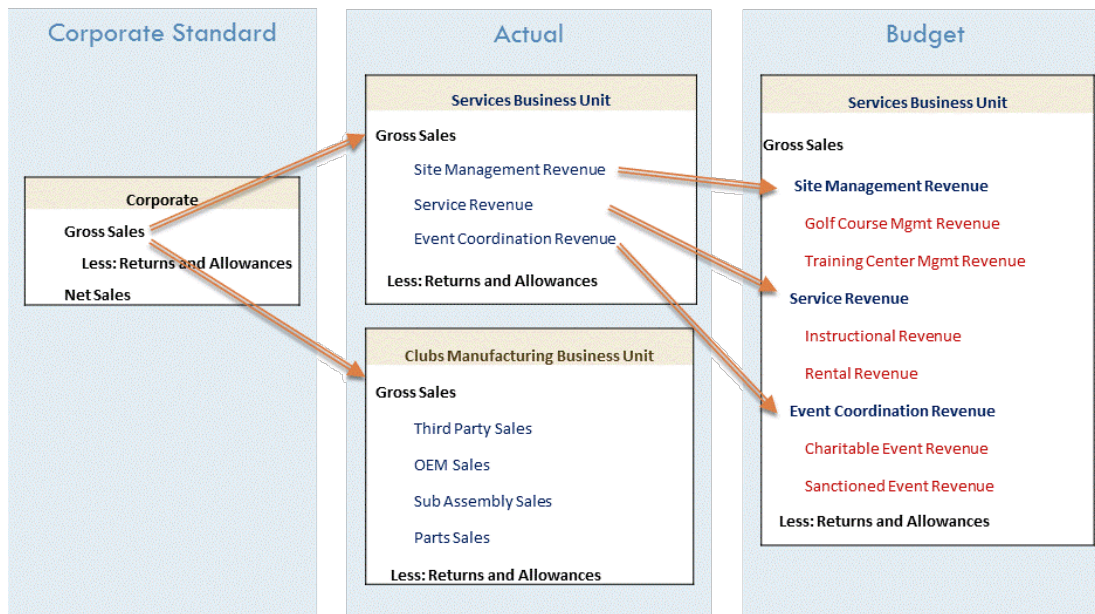 Corporate Standard
Corporate
Gross Sales
Less: Returns and Allowances
Net Sales
Actual
Services Business Unit
Gross Sales
Site Management Revenue
Service Revenue
Event Coordination Revenue
Less: Returns and Allowances
Clubs Manufacturing Business Unit
Gross Sales
Third Party Sales
OEM Sales
Sub Assembly Sales
Parts Sales
Less: Returns and Allowances
Budget
Services Business Unit
Gross Sales
Site Management Revenue
Golf Course Mgmt Revenue
Training Center Mgmt Revenue
Service Revenue
Instructional Revenue
Rental Revenue
Event Coordination Revenue
Charitable Event Revenue
Sanctioned Event Revenue
Less: Returns and Allowances